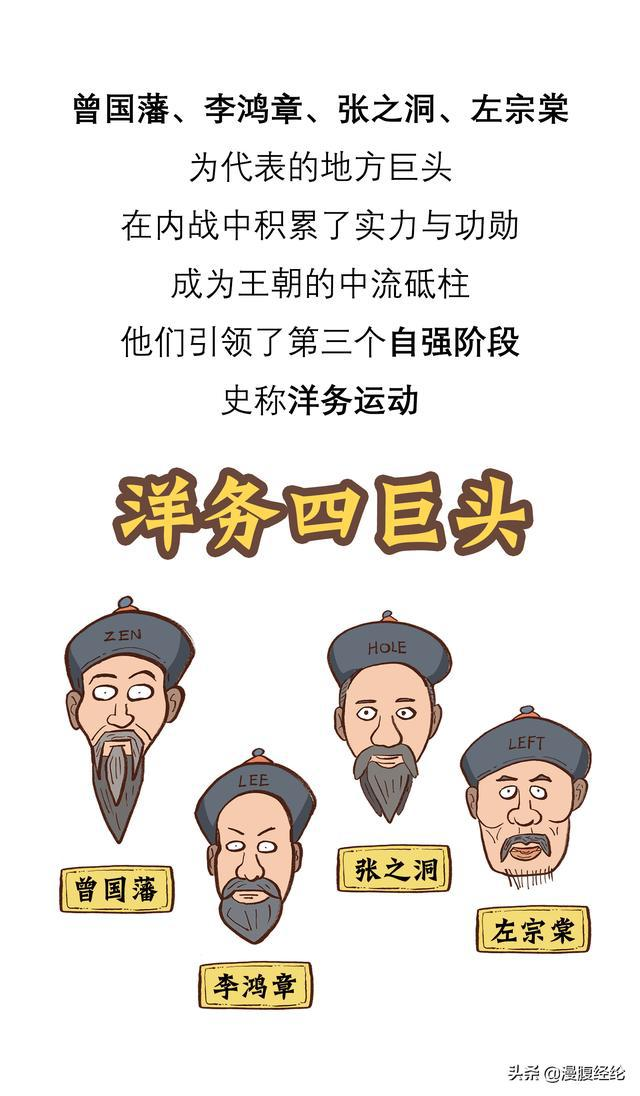 曾国藩、李鸿章、张之洞、左宗棠
为代表的地方巨头
在内战中积累了实力与功勋
成为王朝的中流砥柱
他们引领了第三个自强阶段
史称洋务运动
洋务四巨头
ZEN
HOLE
LEE
LEFT
曾国藩
张之洞
李鸿章
左宗棠
头条 @漫腹经纶